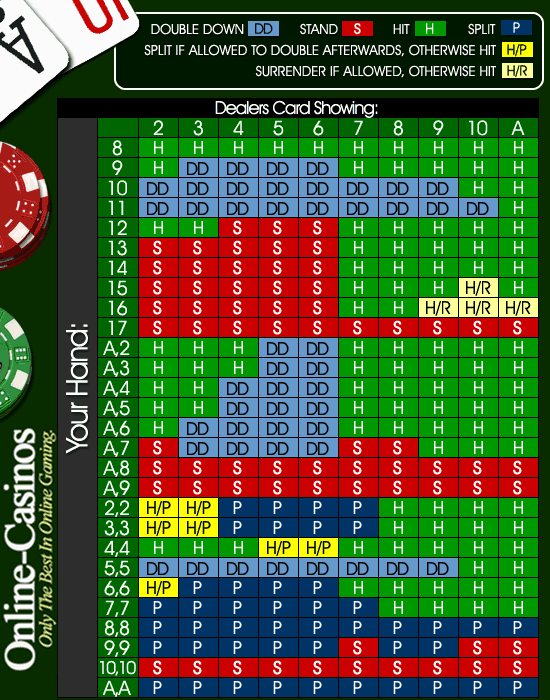 DOUBLE DOWN DD STAND S HIT H SPLIT P
SPLIT IF ALLOWED TO DOUBLE AFTERWARDS, OTHERWISE HIT H/P
SURRENDER IF ALLOWED, OTHERWISE HIT H/R
Dealers Card Showing:
2 3 4 5 6 7 8 9 10 A
8 H H H H H H H H H H
9 H DD DD DD DD H H H H H
10 DD DD DD DD DD DD DD DD H H
11 DD DD DD DD DD DD DD DD DD H
12 H H S S S H H H H H
13 S S S S S H H H H H
14 S S S S S H H H H H
15 S S S S S H H H H/R H
16 S S S S S H H H/R H/R H/R
17 S S S S S S S S S S
A,2 H H H DD DD H H H H H
A,3 H H H DD DD H H H H H
A,4 H H DD DD DD H H H H H
A,5 H H DD DD DD H H H H H
A,6 H DD DD DD DD H H H H H
A,7 S DD DD DD DD S S H H H
A,8 S S S S S S S S S S
A,9 S S S S S S S S S S
2,2 H/P H/P P P P P H H H H
3,3 H/P H/P P P P P H H H H
4,4 H H H H/P H/P H H H H H
5,5 DD DD DD DD DD DD DD DD H H
6,6 H/P P P P P H H H H H
7,7 P P P P P P H H H H
8,8 P P P P P P P P P P
9,9 P P P P P S P P S S
10,10 S S S S S S S S S S
A,A P P P P P P P P P P
Your Hand:
Online-Casinos
Only The Best In Online Gaming.
A